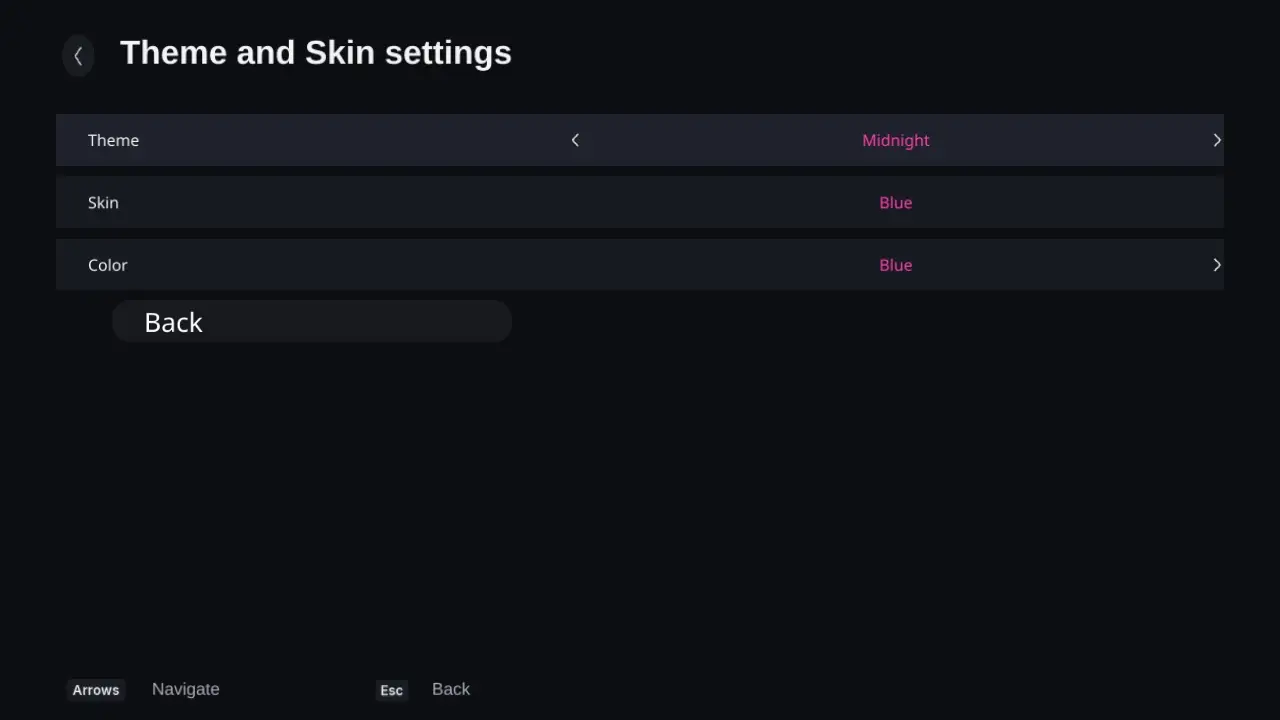 Theme and Skin settings
Theme Midnight
Skin Blue
Color Blue
Back
Arrows Navigate Esc Back